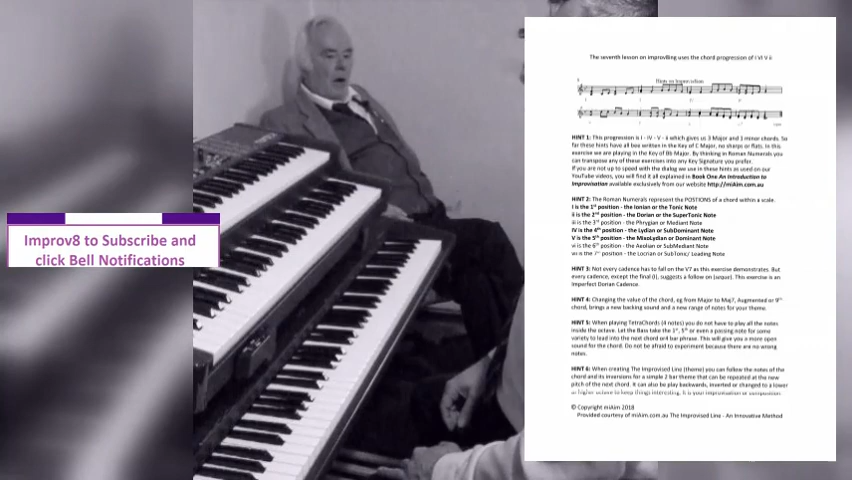 The seventh lesson on improv8ing uses the chord progression of I VI V ii
HINT 1: This progression is I - IV - V - ii which gives us 3 Major and 1 minor chords. So
far these hints have all bee written in the Key of C Major, no sharps or flats. In this
exercise we are playing in the Key of Bb Major. By thinking in Roman Numerals you
can transpose any of these exercises into any Key Signature you prefer.
If you are not up to speed with the dialog we use in these hints as used on our
YouTube videos, you will find it all explained in Book One An Introduction to
Improvisation available exclusively from our website http://miAim.com.au
HINT 2: The Roman Numerals represent the POSTIONS of a chord within a scale.
I is the 1st position - the Ionian or the Tonic Note
ii is the 2nd position - the Dorian or the SuperTonic Note
iii is the 3rd position - the Phrygian or Mediant Note
IV is the 4th position - the Lydian or SubDominant Note
V is the 5th position - the MixoLydian or Dominant Note
vi is the 6th position - the Aeolian or SubMediant Note
vii is the 7th position - the Locrian or SubTonic/ Leading Note
HINT 3: Not every cadence has to fall on the V7 as this exercise demonstrates. But
every cadence, except the final (I), suggests a follow on This exercise is an
Imperfect Dorian Cadence.
HINT 4: Changing the value of the chord, eg from Major to Maj7, Augmented or 9th
chord, brings a new backing sound and a new range of notes for your theme.
HINT 5: When playing TetraChords (4 notes) you do not have to play all the notes
inside the octave. Let the Bass take the 1st, 5th or even a passing note for some
variety to lead into the next chord or4 bar phrase. This will give you a more open
sound for the chord. Do not be afraid to experiment because there are no wrong
notes.
HINT 6: When creating The Improvised Line (theme) you can follow the notes of the
chord and its inversions for a simple 2 bar theme that can be repeated at the new
pitch of the next chord. It can also be play backwards, inverted or changed to a lower
or higher octave to keep things interesting. It is your improvisation or composition.
© Copyright miAim 2018
Provided courtesy of miAim.com.au The Improvised Line - An Innovative Method
Improv8 to Subscribe and
click Bell Notifications